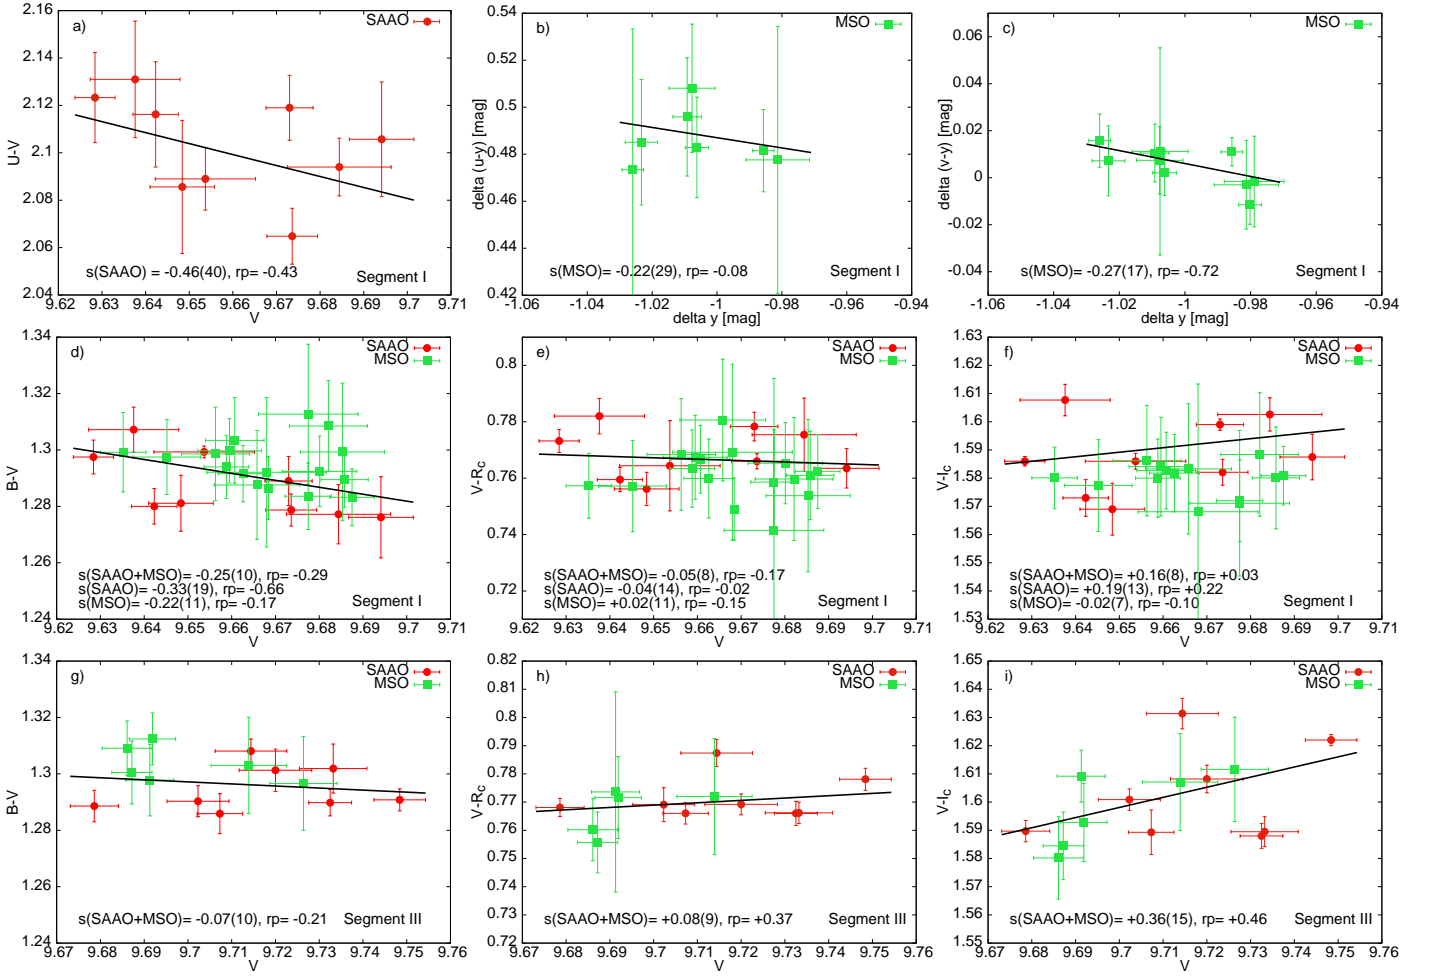 a)
SAAO
U-V
2.16
2.14
2.12
2.1
2.08
2.06
2.04
s(SAAO) = -0.46(40), rp= -0.43
Segment I
9.62 9.63 9.64 9.65 9.66 9.67 9.68 9.69 9.7 9.71
V
b)
MSO
delta (u-y) [mag]
0.54
0.52
0.5
0.48
0.46
0.44
0.42
s(MSO)= -0.22(29), rp= -0.08
Segment I
-1.06 -1.04 -1.02 -1 -0.98 -0.96 -0.94
delta y [mag]
c)
MSO
delta (v-y) [mag]
0.06
0.04
0.02
0
-0.02
-0.04
s(MSO)= -0.27(17), rp= -0.72
Segment I
-1.06 -1.04 -1.02 -1 -0.98 -0.96 -0.94
delta y [mag]
d)
SAAO
MSO
B-V
1.34
1.32
1.3
1.28
1.26
1.24
s(SAAO+MSO)= -0.25(10), rp= -0.29
s(SAAO)= -0.33(19), rp= -0.66
s(MSO)= -0.22(11), rp= -0.17
Segment I
9.62 9.63 9.64 9.65 9.66 9.67 9.68 9.69 9.7 9.71
V
e)
SAAO
MSO
V-Rc
0.8
0.78
0.76
0.74
0.72
s(SAAO+MSO)= -0.05(8), rp= -0.17
s(SAAO)= -0.04(14), rp= -0.02
s(MSO)= +0.02(11), rp= -0.15
Segment I
9.62 9.63 9.64 9.65 9.66 9.67 9.68 9.69 9.7 9.71
V
f)
SAAO
MSO
V-Ic
1.63
1.62
1.61
1.6
1.59
1.58
1.57
1.56
1.55
1.54
1.53
s(SAAO+MSO)= +0.16(8), rp= +0.03
s(SAAO)= +0.19(13), rp= +0.22
s(MSO)= -0.02(7), rp= -0.10
Segment I
9.62 9.63 9.64 9.65 9.66 9.67 9.68 9.69 9.7 9.71
V
g)
SAAO
MSO
B-V
1.34
1.32
1.3
1.28
1.26
1.24
s(SAAO+MSO)= -0.07(10), rp= -0.21
Segment III
9.67 9.68 9.69 9.7 9.71 9.72 9.73 9.74 9.75 9.76
V
h)
SAAO
MSO
V-Rc
0.82
0.81
0.8
0.79
0.78
0.77
0.76
0.75
0.74
0.73
0.72
s(SAAO+MSO)= +0.08(9), rp= +0.37
Segment III
9.67 9.68 9.69 9.7 9.71 9.72 9.73 9.74 9.75 9.76
V
i)
SAAO
MSO
V-Ic
1.65
1.64
1.63
1.62
1.61
1.6
1.59
1.58
1.57
1.56
1.55
s(SAAO+MSO)= +0.36(15), rp= +0.46
Segment III
9.67 9.68 9.69 9.7 9.71 9.72 9.73 9.74 9.75 9.76
V